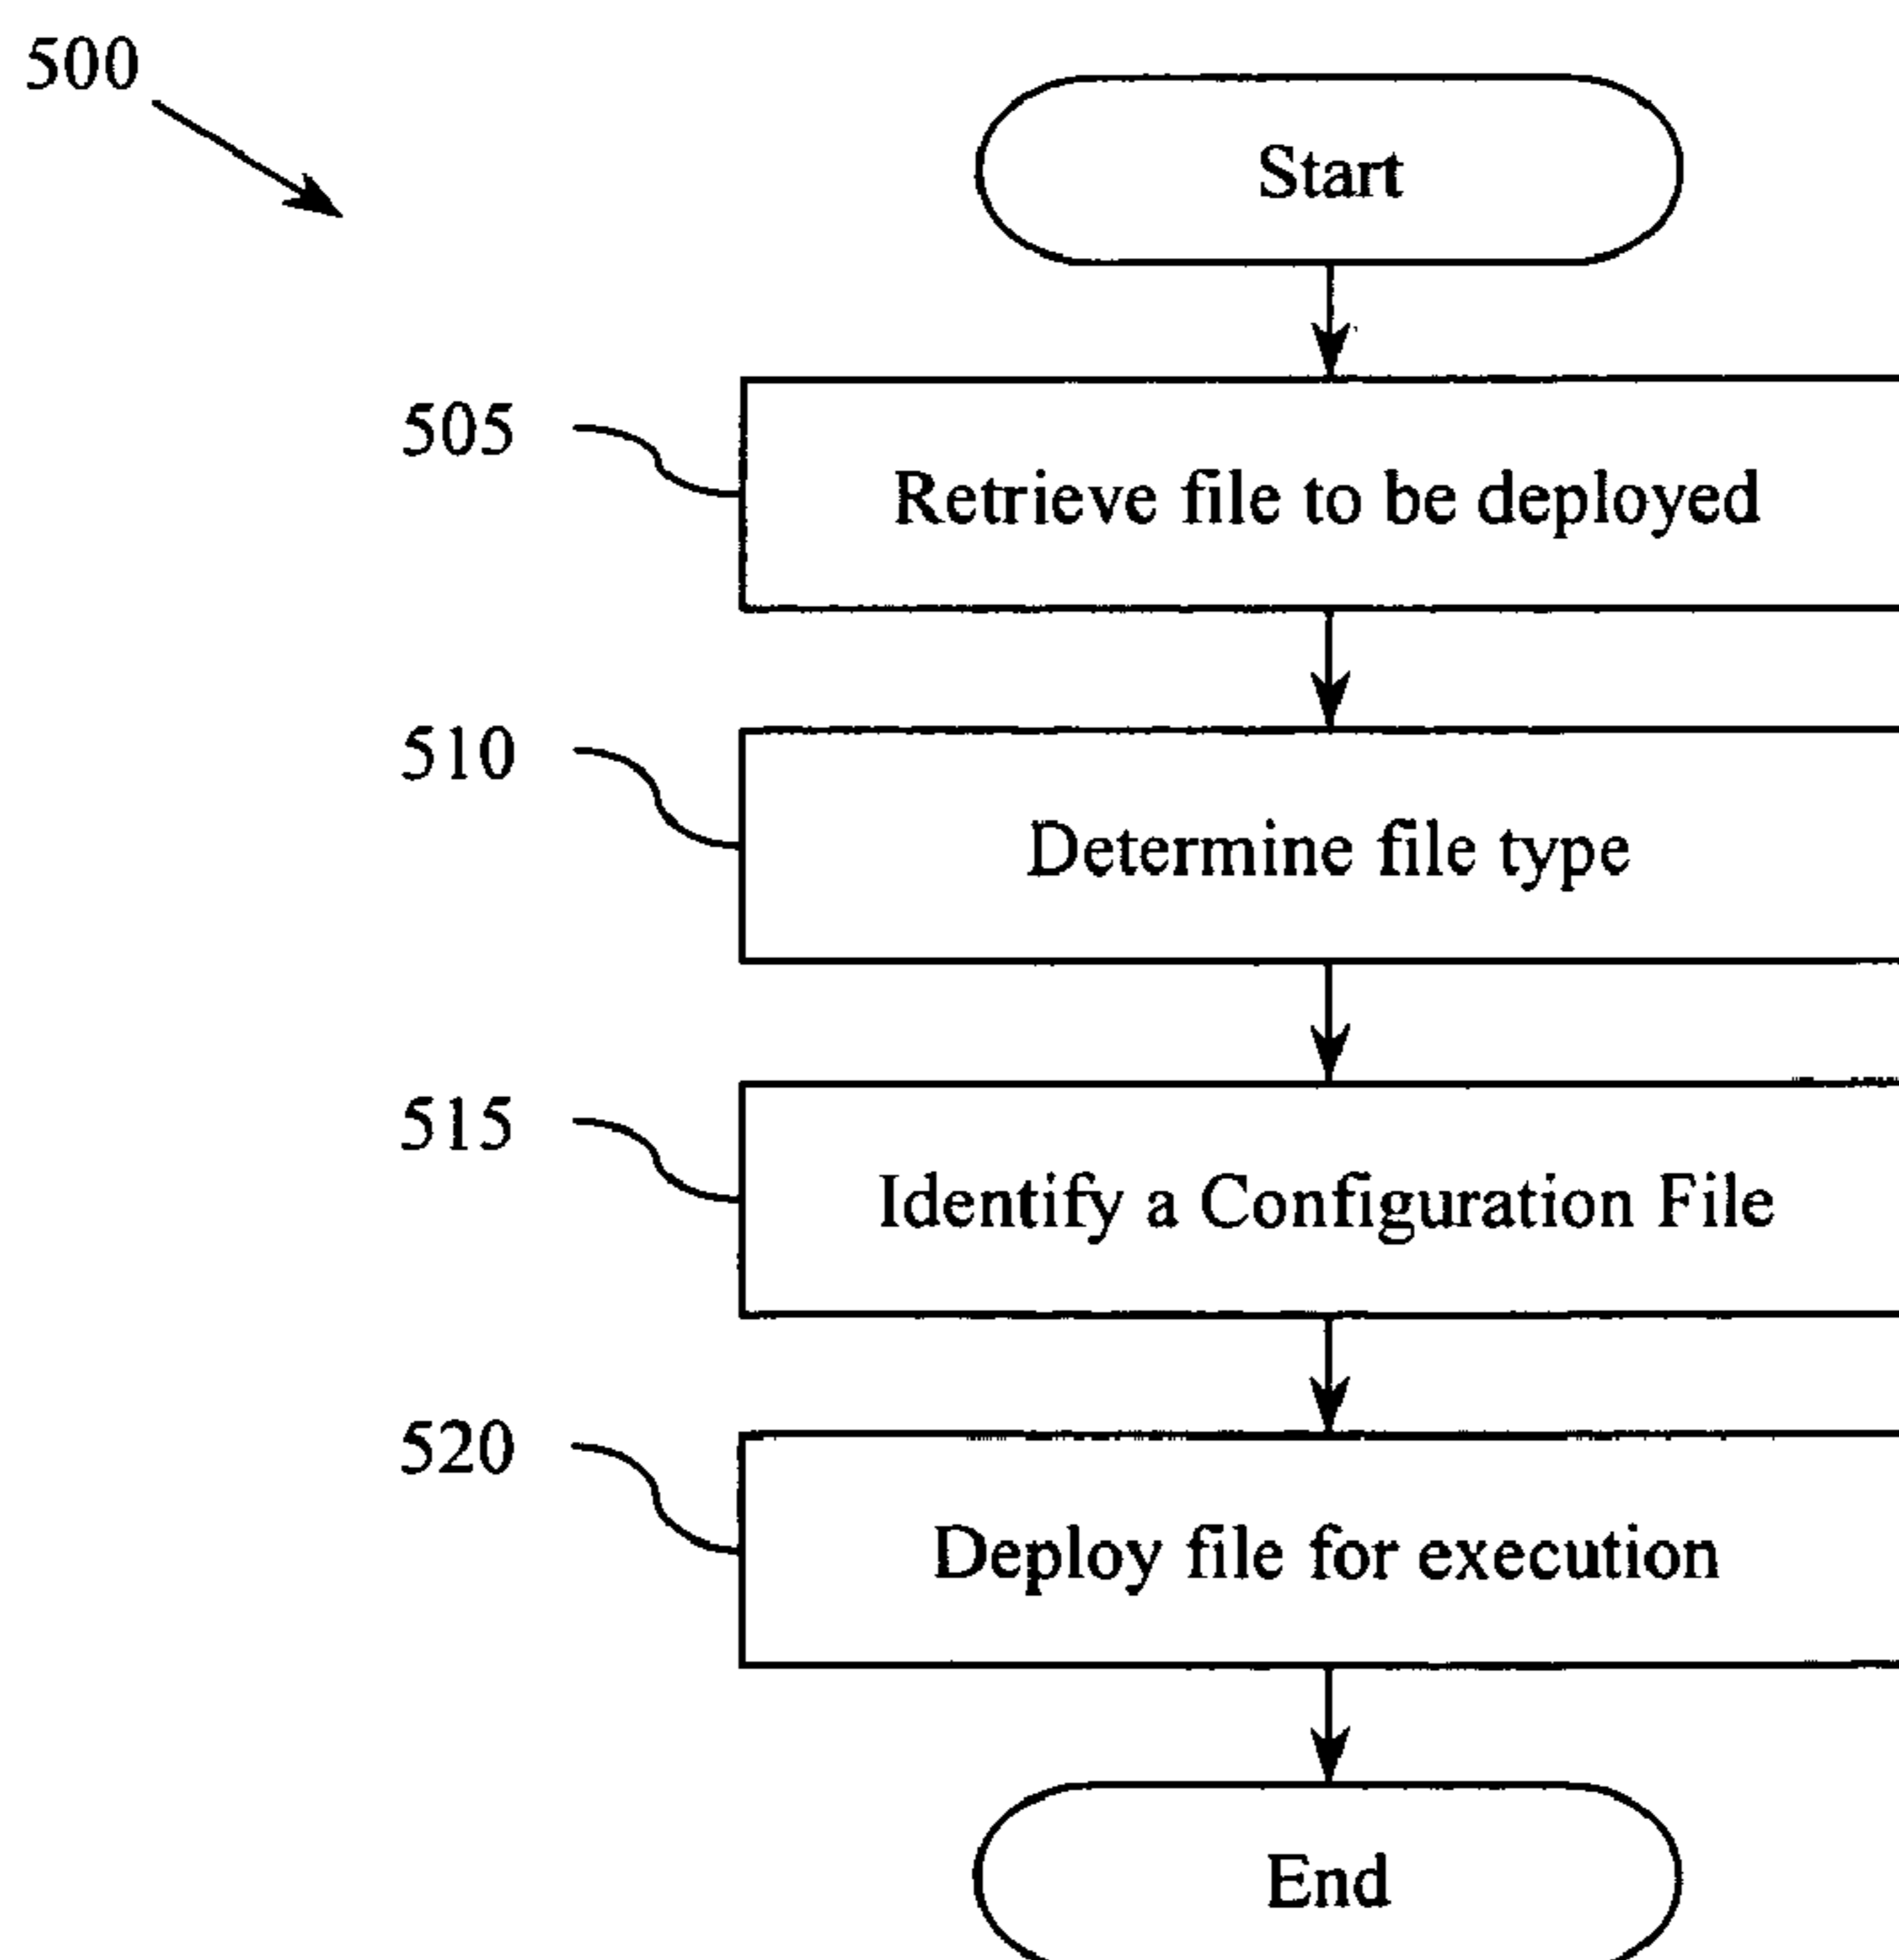 500
Start
505
Retrieve file to be deployed
510
Determine file type
515
Identify a Configuration File
520
Deploy file for execution
End